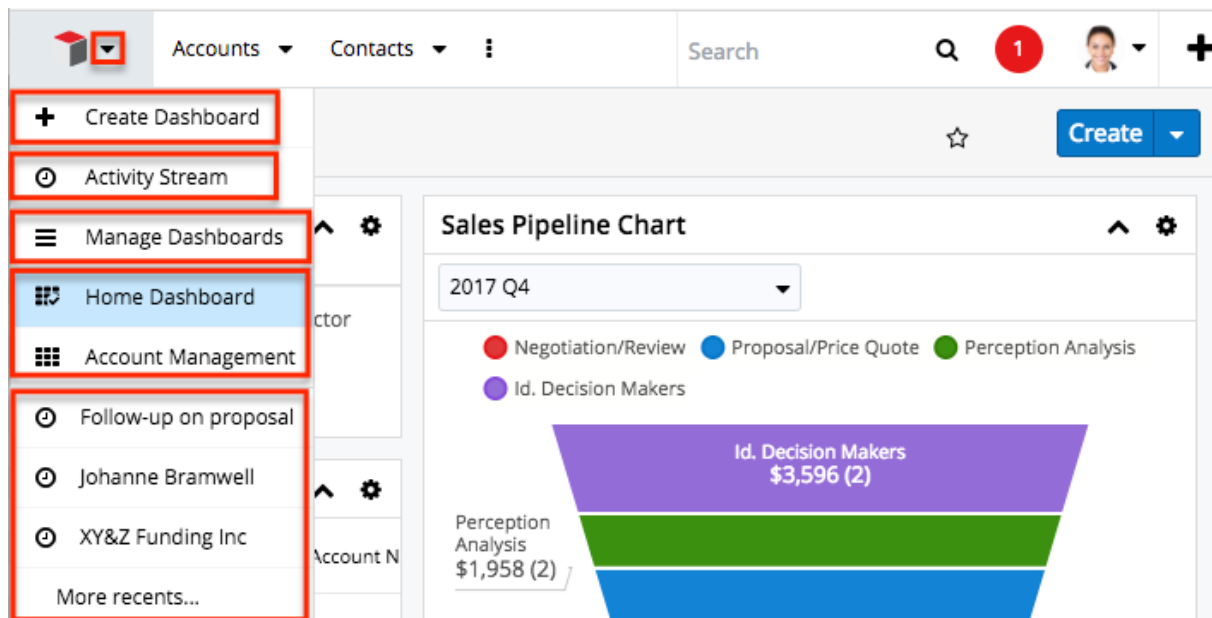 Accounts Contacts Search 1
Create Dashboard
Create
Activity Stream
Manage Dashboards
Home Dashboard
Account Management
Follow-up on proposal
Johanne Bramwell
XY&Z Funding Inc
More recents...
ctor
Account N
Sales Pipeline Chart
2017 Q4
Negotiation/Review Proposal/Price Quote Perception Analysis
Id. Decision Makers
Id. Decision Makers
$3,596 (2)
Perception
Analysis
$1,958 (2)